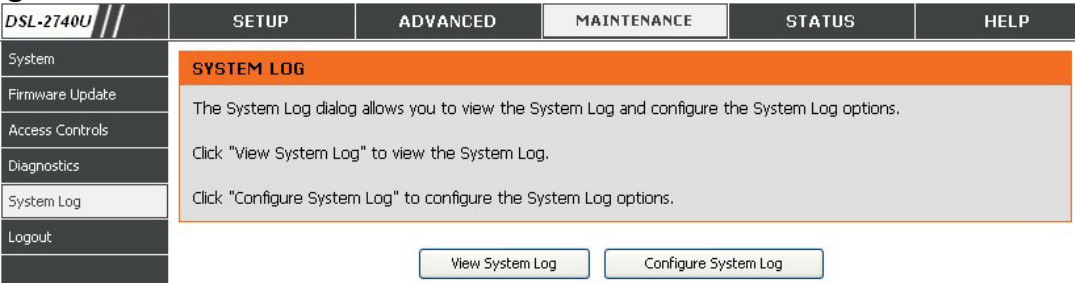 DSL-2740U // SETUP ADVANCED MAINTENANCE STATUS HELP
System
Firmware Update
Access Controls
Diagnostics
System Log
Logout
SYSTEM LOG
The System Log dialog allows you to view the System Log and configure the System Log options.
Click "View System Log" to view the System Log.
Click "Configure System Log" to configure the System Log options.
View System Log Configure System Log